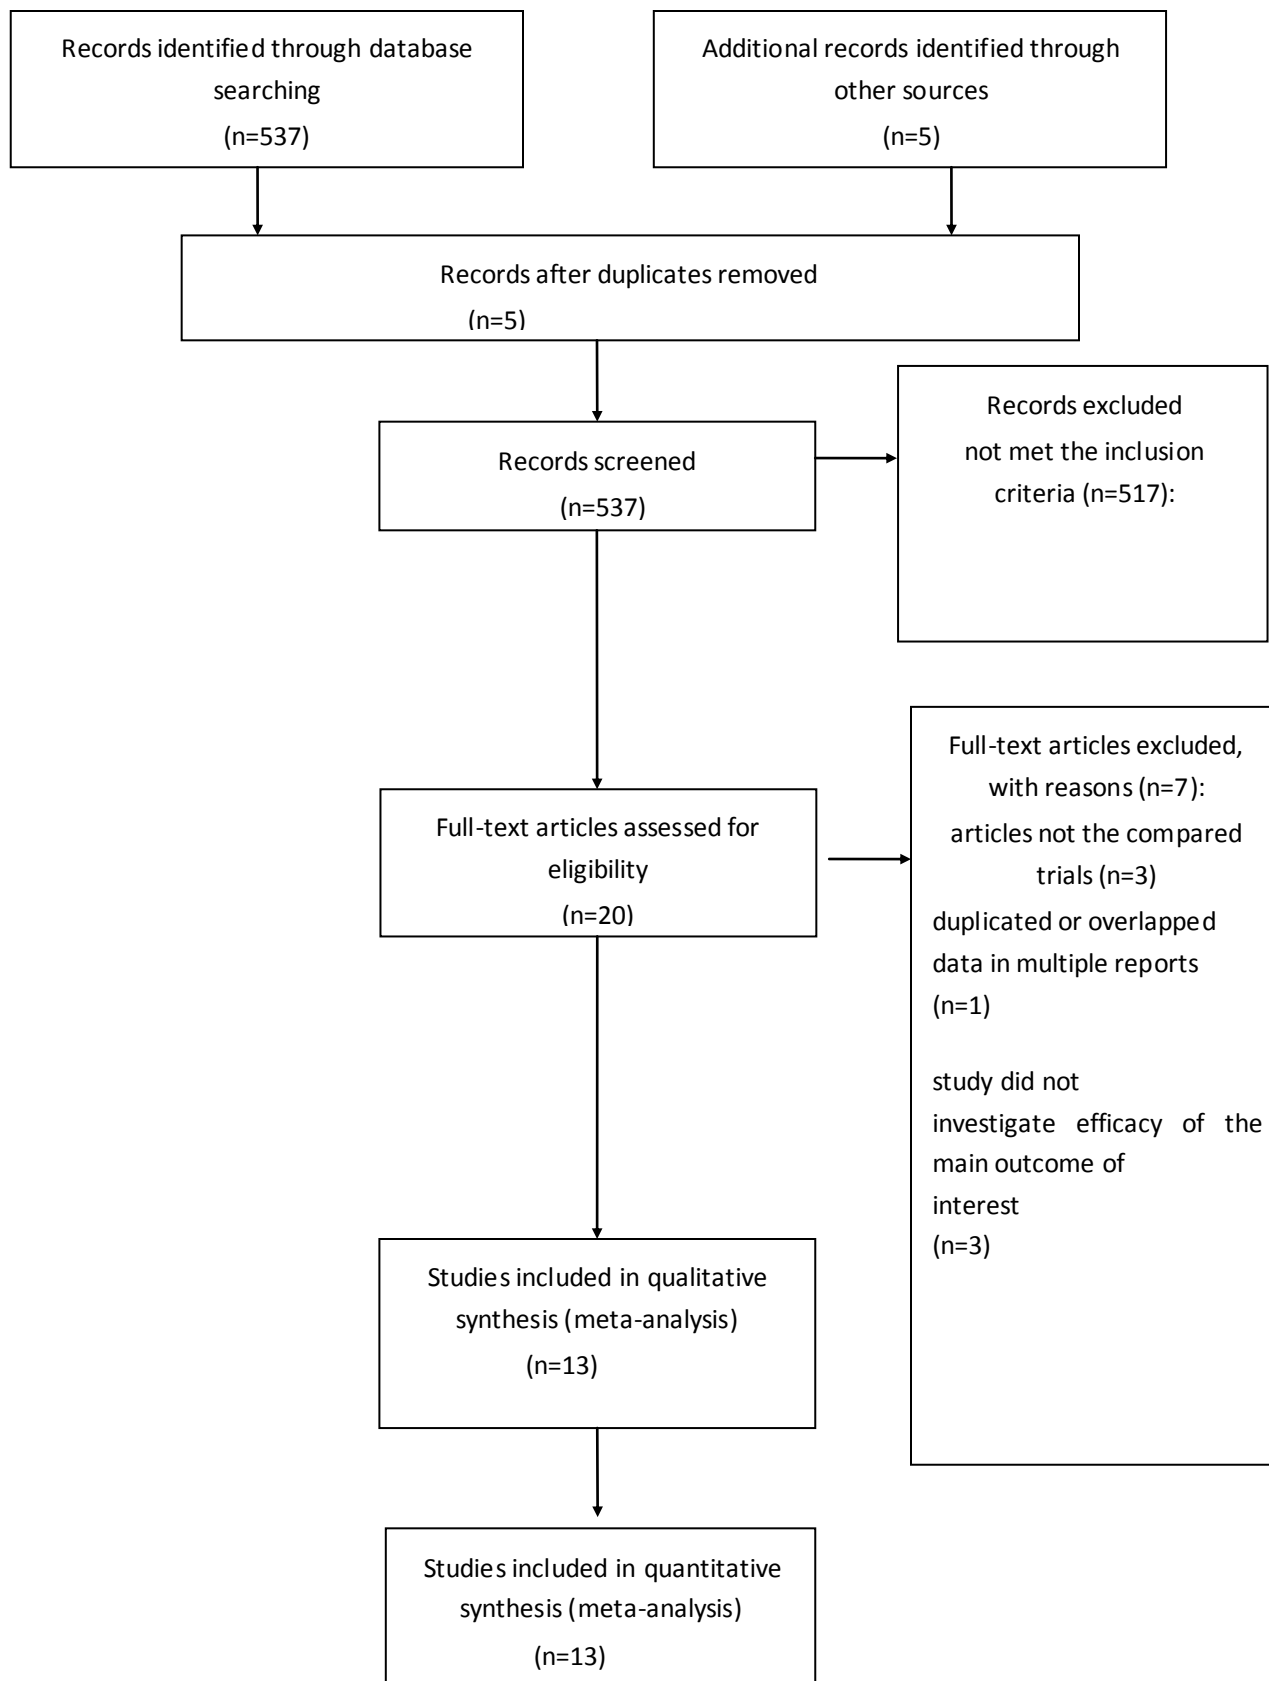 Records identified through database
searching
(n=537)
Additional records identified through
other sources
(n=5)
Records after duplicates removed
(n=5)
Records screened
(n=537)
Records excluded
not met the inclusion
criteria (n=517):
Full-text articles assessed for
eligibility
(n=20)
Full-text articles excluded,
with reasons (n=7):
articles not the compared
trials (n=3)
duplicated or overlapped
data in multiple reports
(n=1)
study did not
investigate efficacy of the
main outcome of
interest
(n=3)
Studies included in qualitative
synthesis (meta-analysis)
(n=13)
Studies included in quantitative
synthesis (meta-analysis)
(n=13)